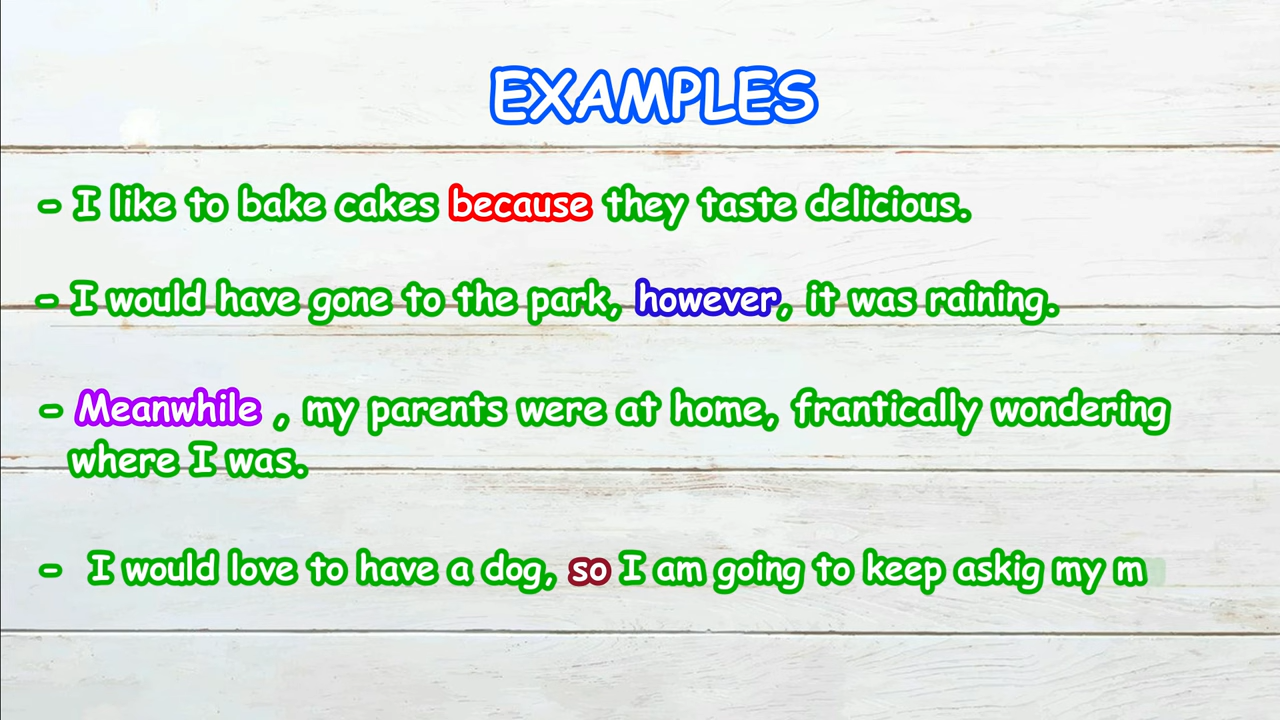 EXAMPLES
- I like to bake cakes because they taste delicious.
- I would have gone to the park, however, it was raining.
- Meanwhile , my parents were at home, frantically wondering
where I was.
- I would love to have a dog, so I am going to keep askig my m